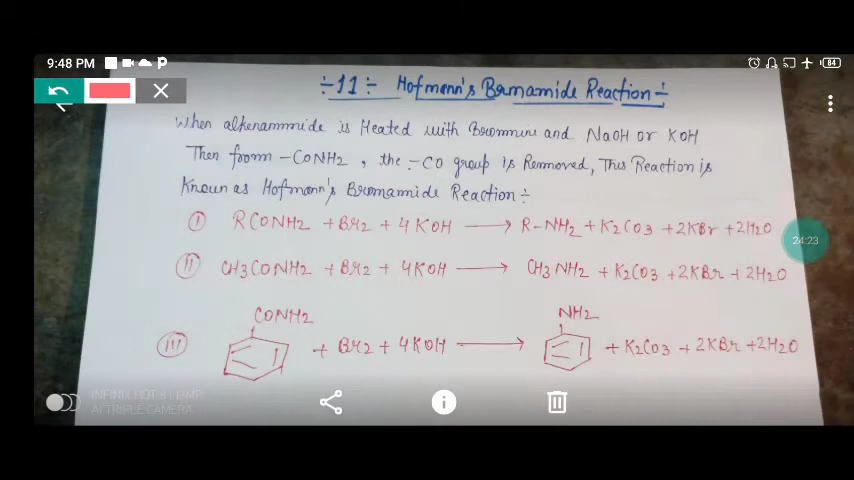 9:48 PM
84
÷11÷ Hofmann's Bromamide Reaction÷
When alkenammide is Heated with Bromine and NaOH or KOH
Then from -CONH2, the -CO group is Removed, This Reaction is
Known as Hofmann's Bromamide Reaction÷
I RCONH2 + Br2 + 4KOH → R-NH2 + K2CO3 + 2KBr + 2H2O
24:23
II CH3CONH2 + Br2 + 4KOH → CH3NH2 + K2CO3 + 2KBr + 2H2O
CONH2 NH2
III + Br2 + 4KOH → + K2CO3 + 2KBr + 2H2O
INFINIX HOT 8 | 13MP
AI TRIPLE CAMERA